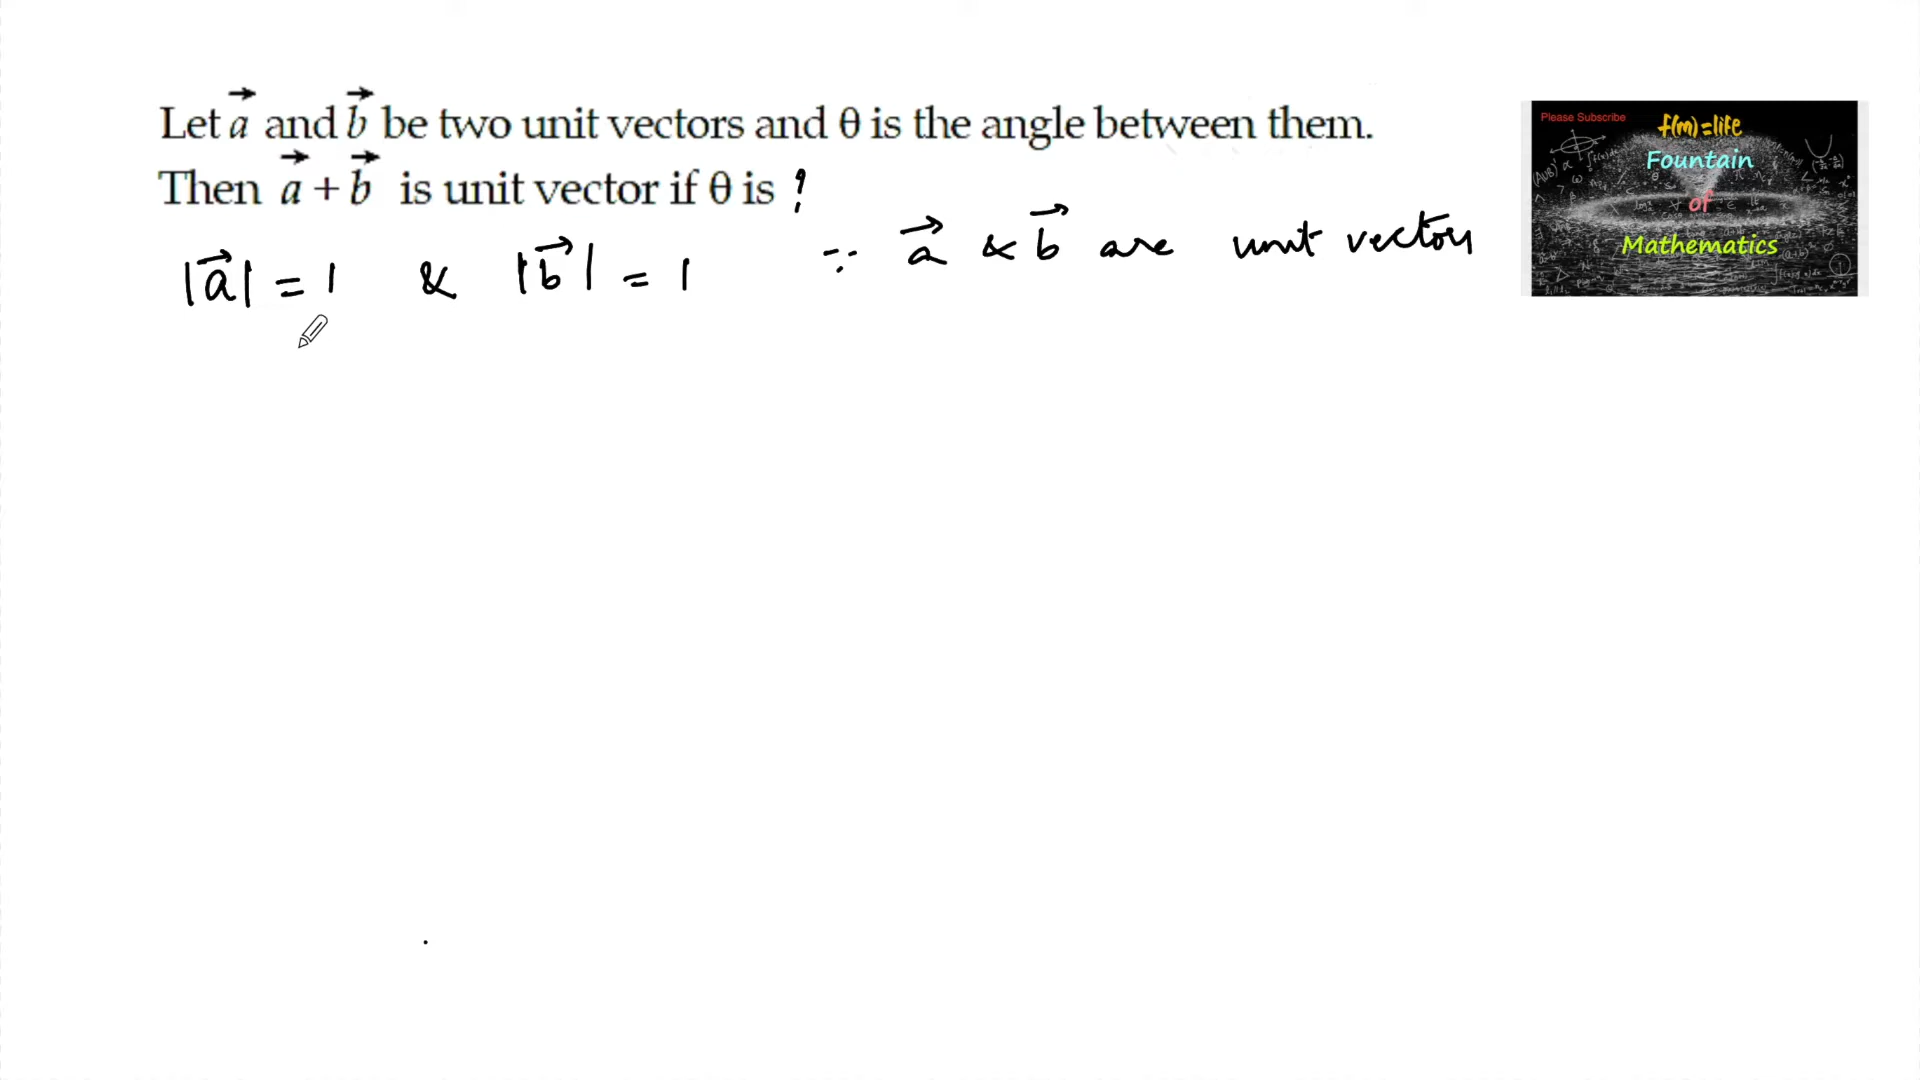 Let a⃗ and b⃗ be two unit vectors and θ is the angle between them.
Then a⃗ + b⃗ is unit vector if θ is ?
|a⃗| = 1 & |b⃗| = 1 ∵ a⃗ & b⃗ are unit vectors
Please Subscribe
f(m)=life
Fountain
of
Mathematics